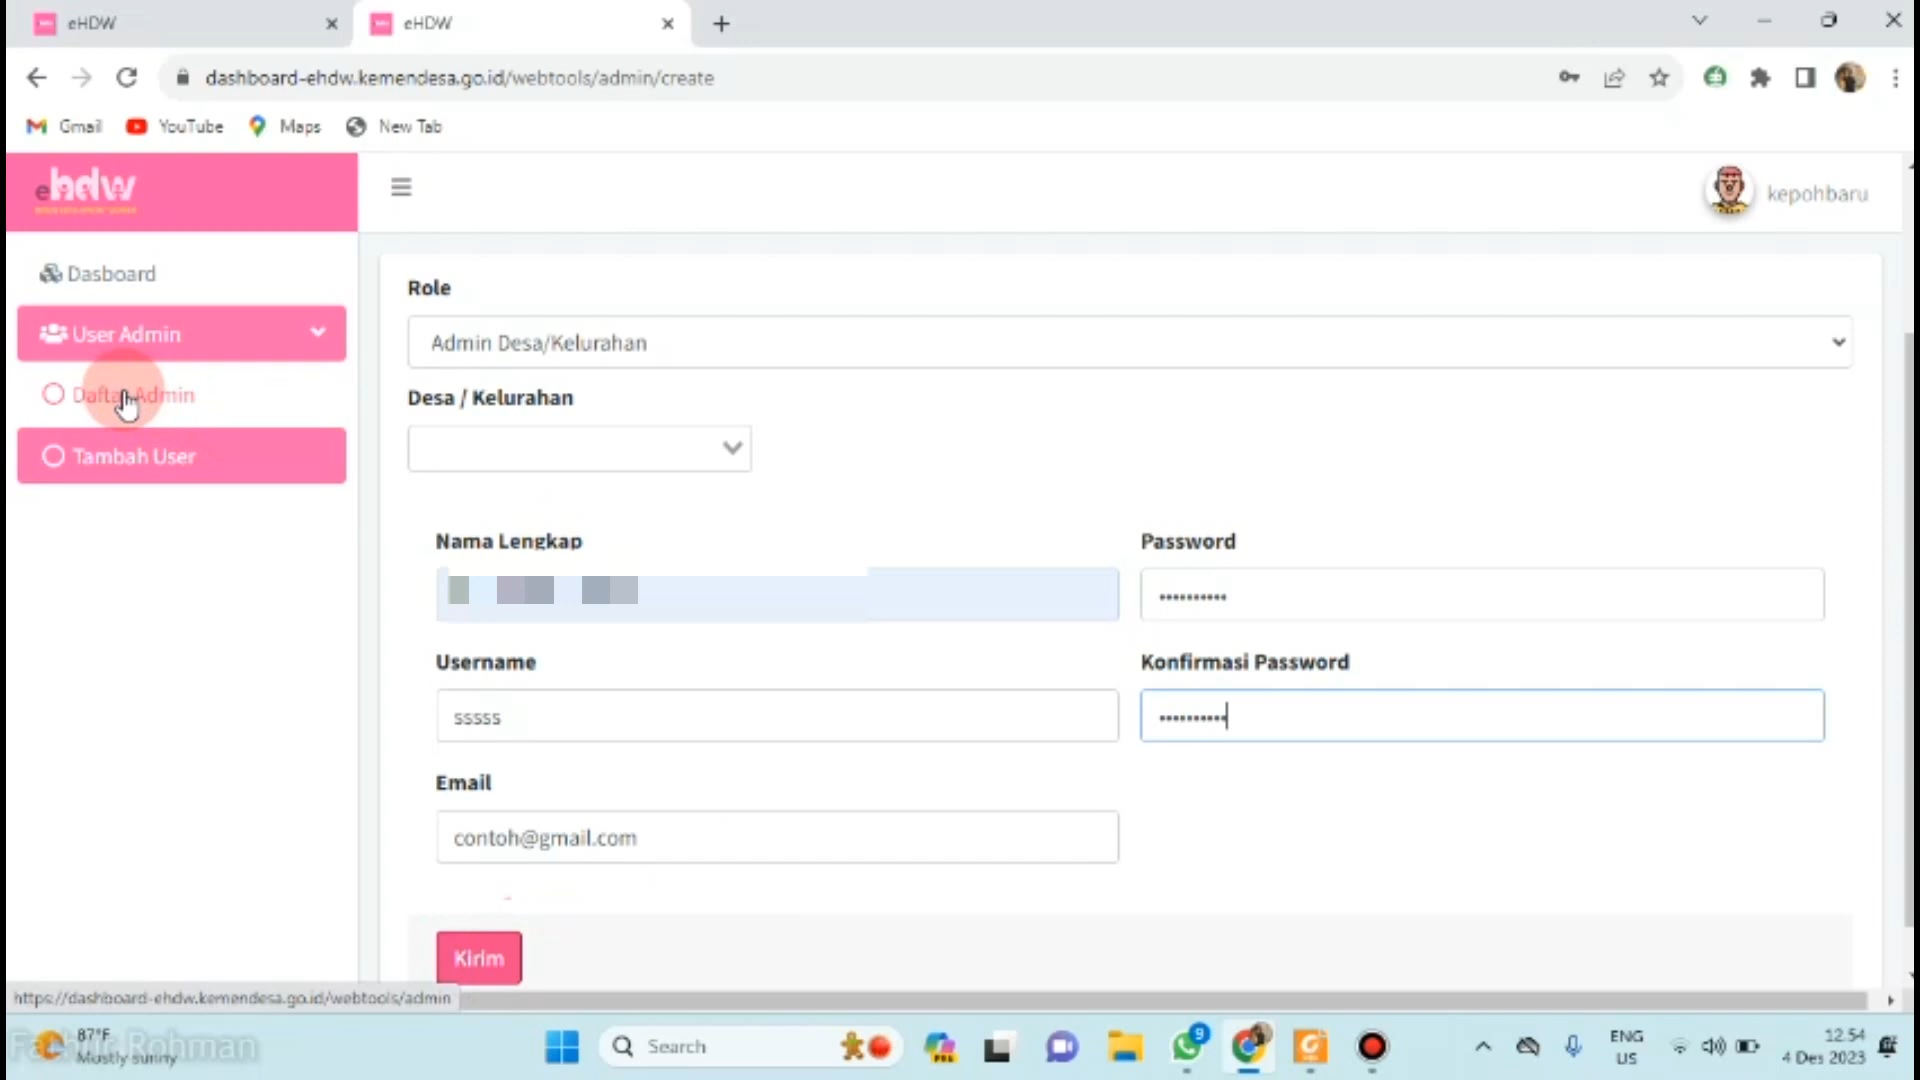 eHDW
eHDW
dashboard-ehdw.kemendesa.go.id/webtools/admin/create
Gmail
YouTube
Maps
New Tab
ehdw
kepohbaru
Dasboard
User Admin
Daftar Admin
Tambah User
Role
Admin Desa/Kelurahan
Desa / Kelurahan
Nama Lengkap
Password
••••••••••
Username
sssss
Konfirmasi Password
••••••••••
Email
contoh@gmail.com
Kirim
https://dashboard-ehdw.kemendesa.go.id/webtools/admin
87°F
Mostly sunny
Rohman
Search
9
ENG
US
12.54
4 Des 2023